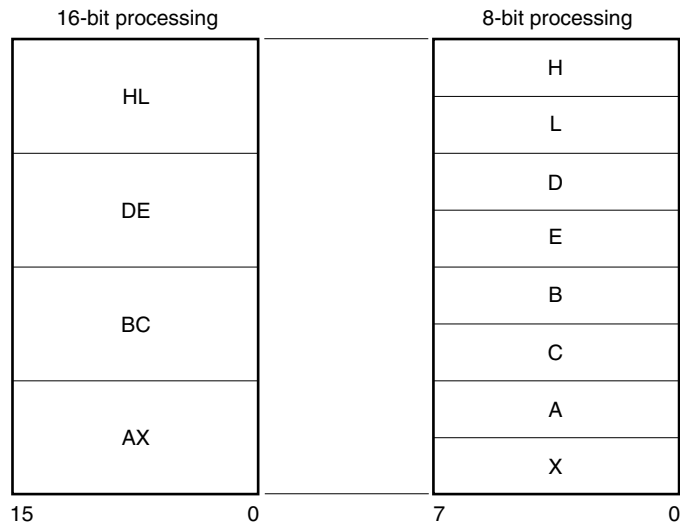 16-bit processing
HL
DE
BC
AX
15 0
8-bit processing
H
L
D
E
B
C
A
X
7 0